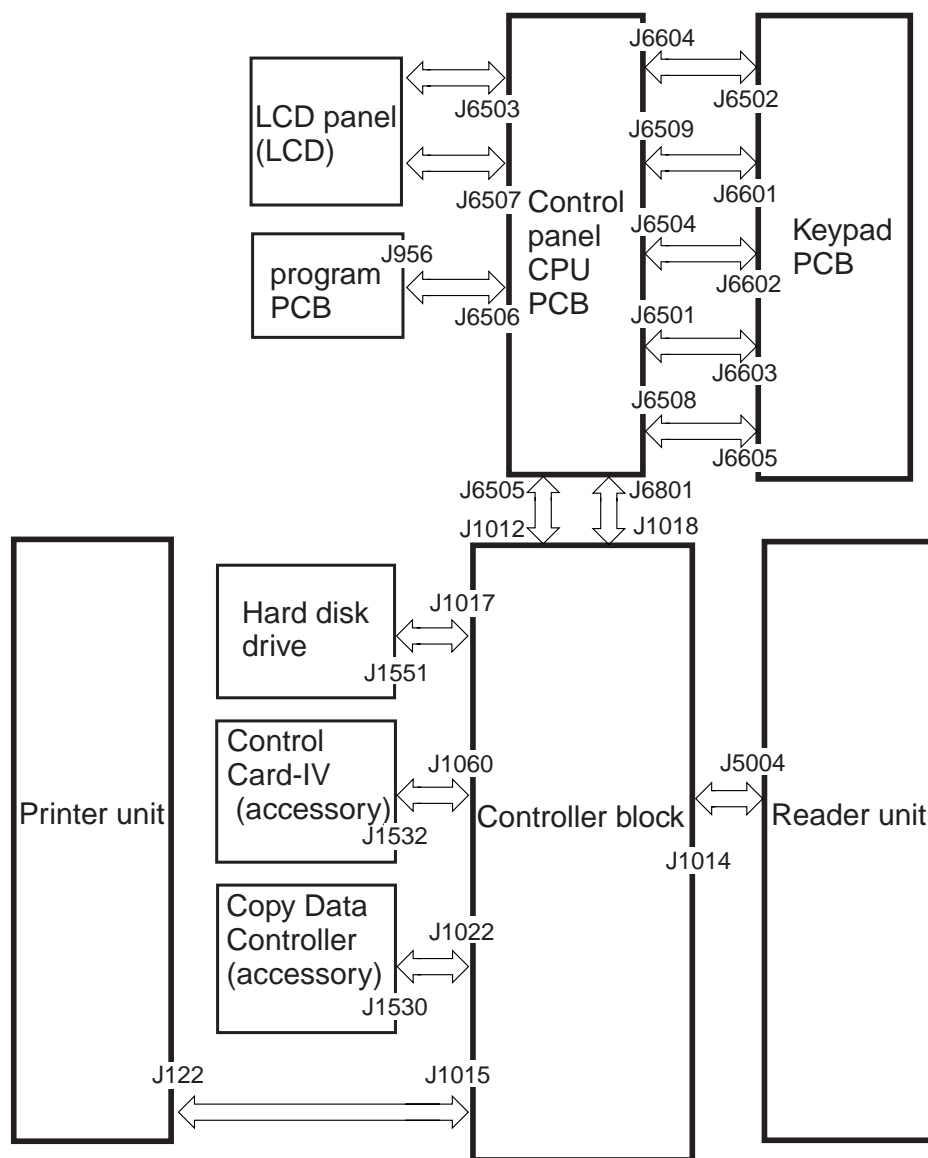 J6604
LCD panel
(LCD)
J6503
J6502
J6509
J6507
J6601
Control
panel
CPU
PCB
J6504
Keypad
PCB
J956
program
PCB
J6602
J6506
J6501
J6603
J6508
J6605
J6505
J6801
J1012
J1018
Hard disk
drive
J1017
J1551
Control
Card-IV
(accessory)
J1060
J1532
J5004
Printer unit
Controller block
Reader unit
J1014
Copy Data
Controller
(accessory)
J1022
J1530
J122
J1015